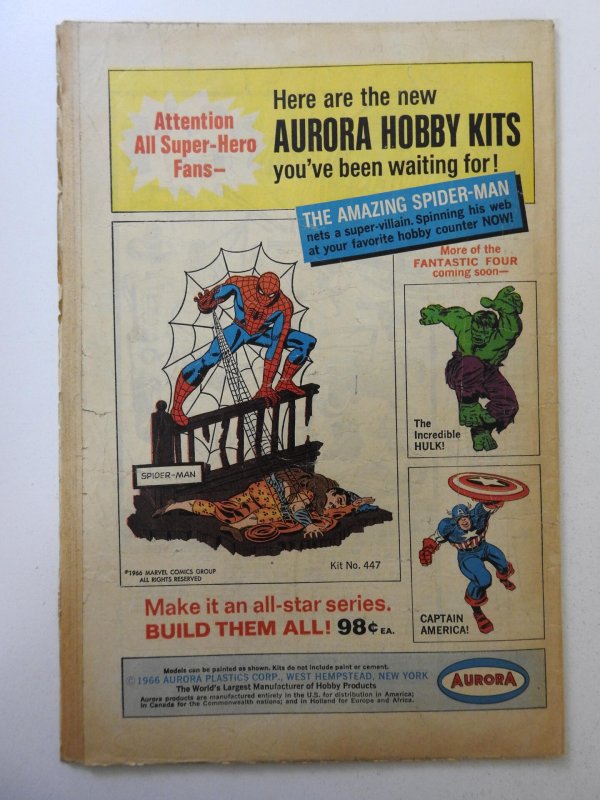 Attention
All Super-Hero
Fans—
Here are the new
AURORA HOBBY KITS
you've been waiting for!
THE AMAZING SPIDER-MAN
nets a super-villain. Spinning his web
at your favorite hobby counter NOW!
More of the
FANTASTIC FOUR
coming soon—
SPIDER-MAN
©1966 MARVEL COMICS GROUP
ALL RIGHTS RESERVED
Kit No. 447
The
Incredible
HULK!
CAPTAIN
AMERICA!
Make it an all-star series.
BUILD THEM ALL! 98¢ EA.
Models can be painted as shown. Kits do not include paint or cement.
© 1966 AURORA PLASTICS CORP., WEST HEMPSTEAD, NEW YORK
The World's Largest Manufacturer of Hobby Products
Aurora products are manufactured entirely in the U.S. for distribution in America;
in Canada for the Commonwealth nations; and in Holland for Europe and Africa.
AURORA